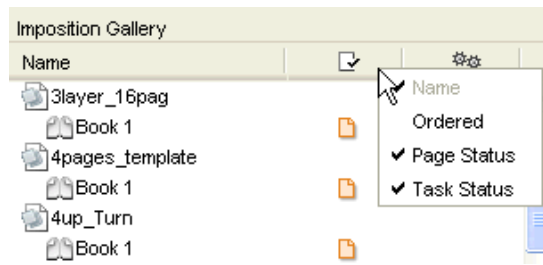 Imposition Gallery
Name
3layer_16pag
Name
Book 1
Ordered
4pages_template
Page Status
Book 1
Task Status
4up_Turn
Book 1